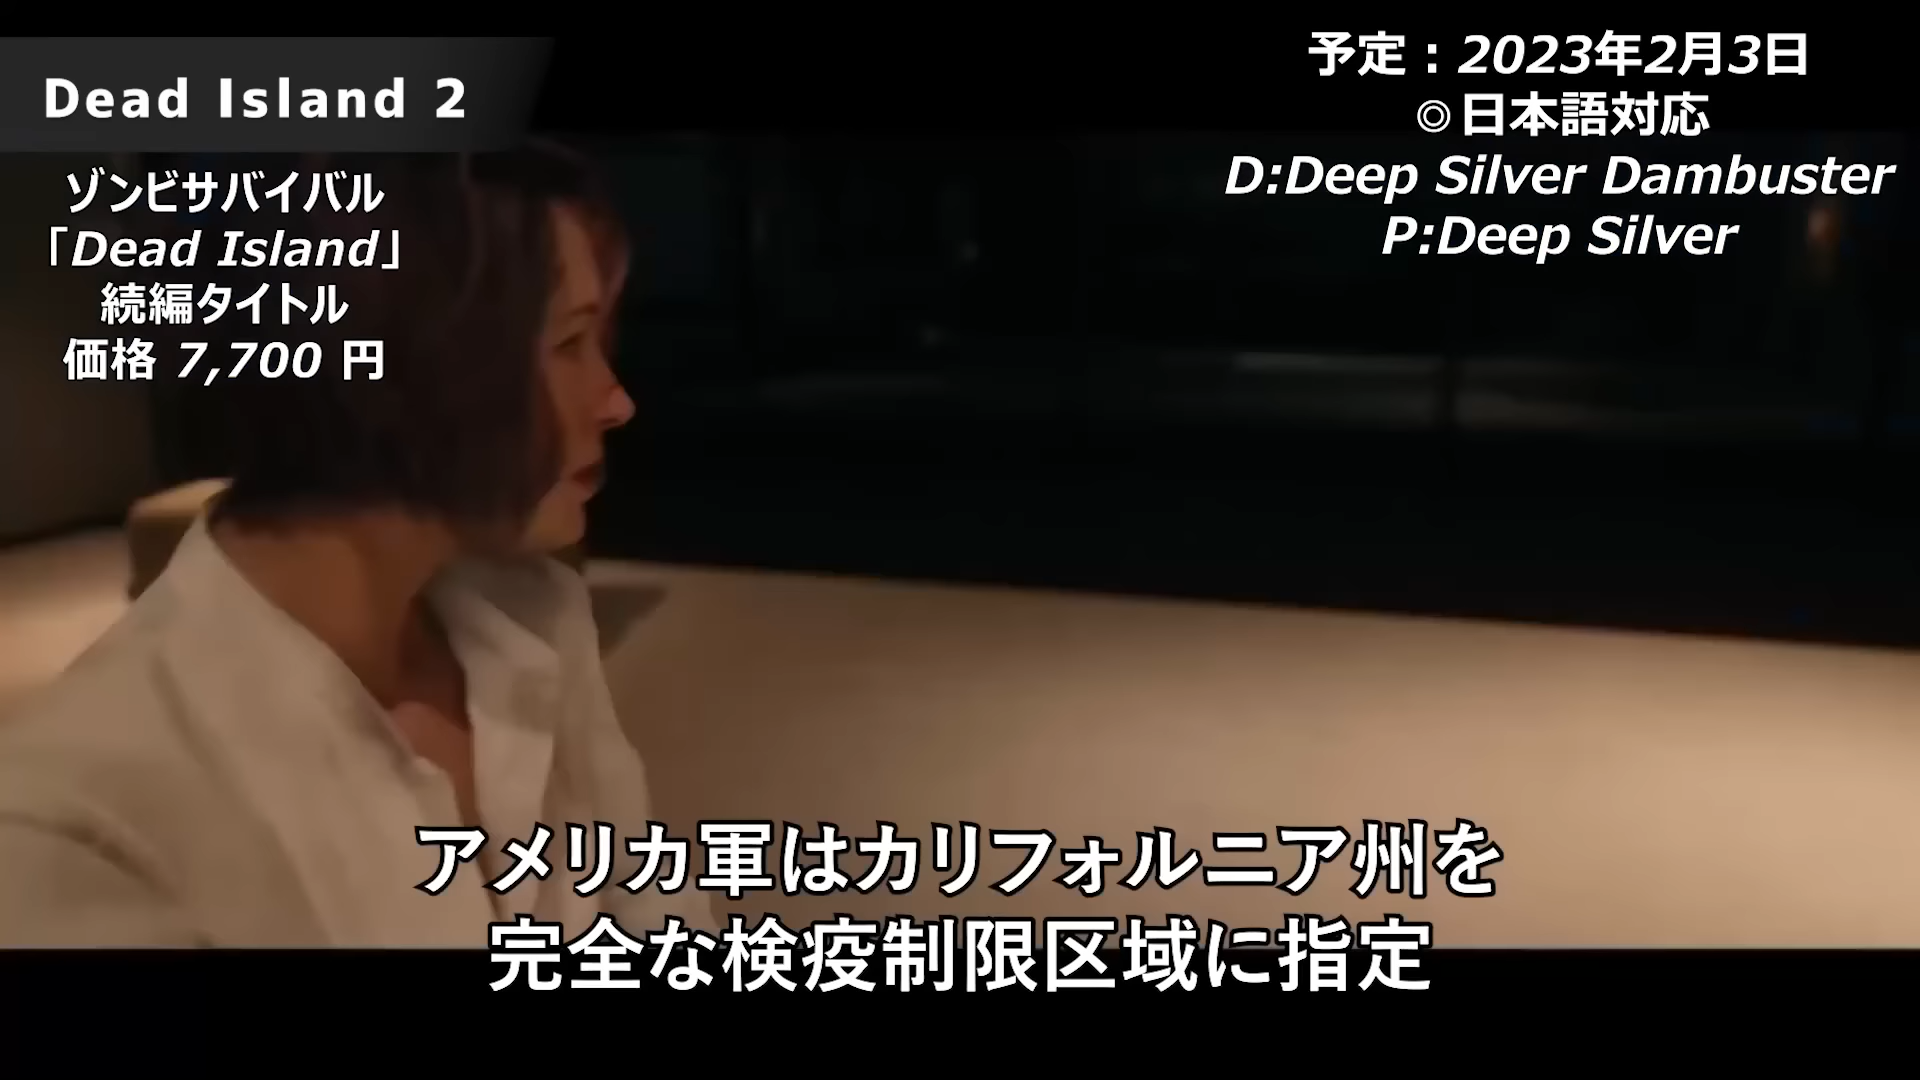 Dead Island 2
ゾンビサバイバル
「Dead Island」
続編タイトル
価格 7,700 円
予定：2023年2月3日
◎日本語対応
D:Deep Silver Dambuster
P:Deep Silver
アメリカ軍はカリフォルニア州を
完全な検疫制限区域に指定